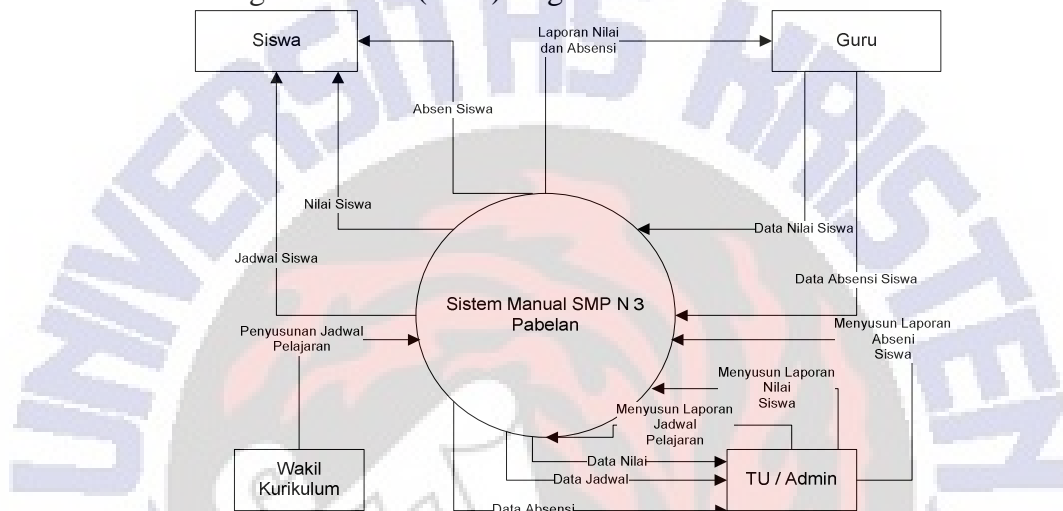 UNIVERSITAS KRISTEN
Siswa
Laporan Nilai
dan Absensi
Guru
Absen Siswa
Nilai Siswa
Data Nilai Siswa
Jadwal Siswa
Data Absensi Siswa
Sistem Manual SMP N 3
Pabelan
Penyusunan Jadwal
Pelajaran
Menyusun Laporan
Abseni
Siswa
Menyusun Laporan
Nilai
Siswa
Menyusun Laporan
Jadwal
Pelajaran
Wakil
Kurikulum
Data Nilai
Data Jadwal
TU / Admin
Data Absensi